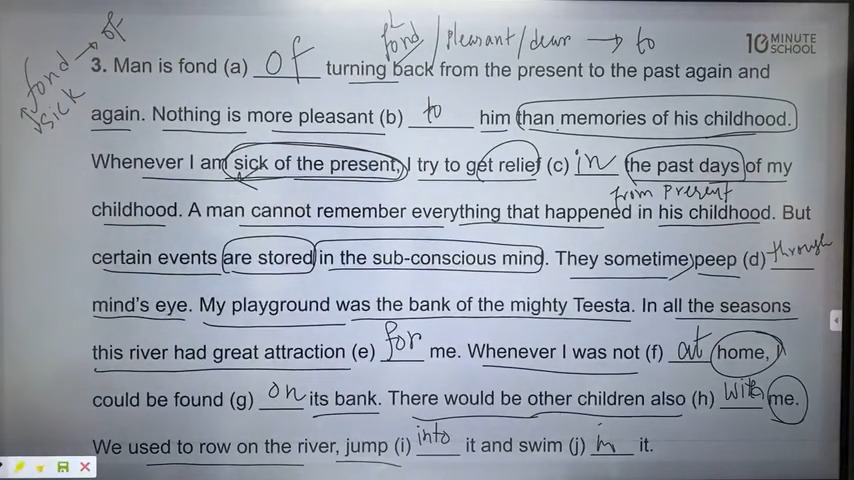 fond → of
↓sick
fond / pleasant / dear → to
10 MINUTE SCHOOL
3. Man is fond (a) of turning back from the present to the past again and
again. Nothing is more pleasant (b) to him than memories of his childhood.
Whenever I am sick of the present, I try to get relief (c) in the past days of my
from present
childhood. A man cannot remember everything that happened in his childhood. But
certain events are stored in the sub-conscious mind. They sometime peep (d) through
mind's eye. My playground was the bank of the mighty Teesta. In all the seasons
this river had great attraction (e) for me. Whenever I was not (f) at home, I
could be found (g) on its bank. There would be other children also (h) with me.
We used to row on the river, jump (i) into it and swim (j) in it.